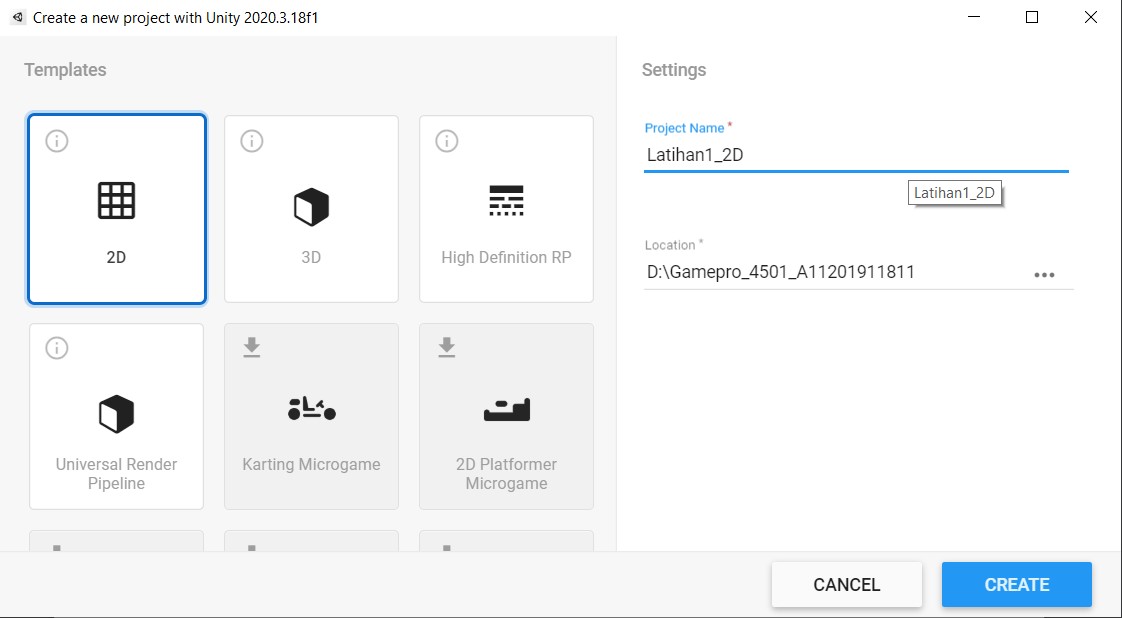 Create a new project with Unity 2020.3.18f1
Templates
2D
3D
High Definition RP
Universal Render
Pipeline
Karting Microgame
2D Platformer
Microgame
Settings
Project Name *
Latihan1_2D
Latihan1_2D
Location *
D:\Gamepro_4501_A11201911811
CANCEL
CREATE